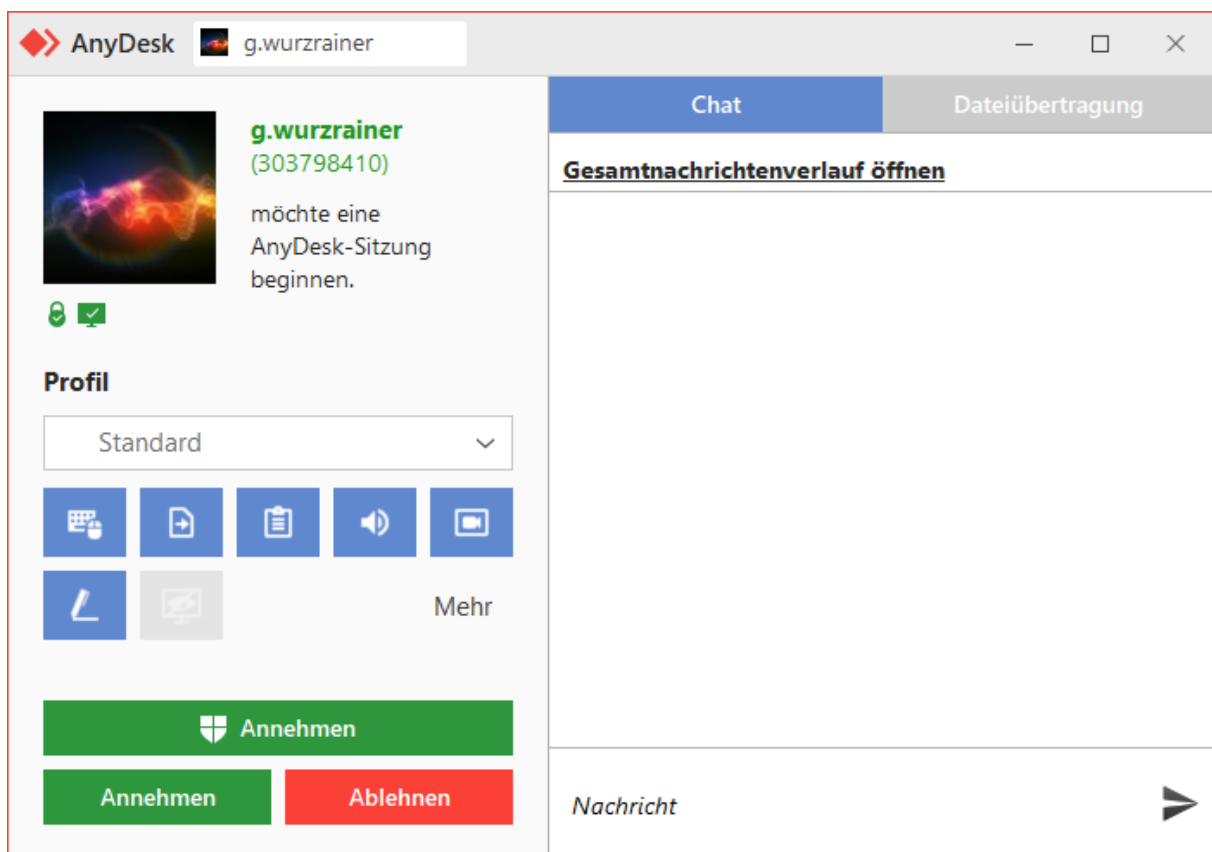 AnyDesk
g.wurzrainer
g.wurzrainer
(303798410)
möchte eine
AnyDesk-Sitzung
beginnen.
Profil
Standard
Mehr
Annehmen
Annehmen
Ablehnen
Chat
Dateiübertragung
Gesamtnachrichtenverlauf öffnen
Nachricht